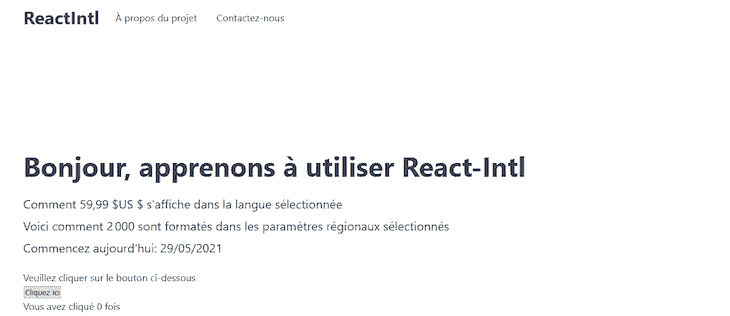 ReactIntl À propos du projet Contactez-nous
Bonjour, apprenons à utiliser React-Intl
Comment 59,99 $US $ s'affiche dans la langue sélectionnée
Voici comment 2 000 sont formatés dans les paramètres régionaux sélectionnés
Commencez aujourd'hui: 29/05/2021
Veuillez cliquer sur le bouton ci-dessous
Cliquez ici
Vous avez cliqué 0 fois